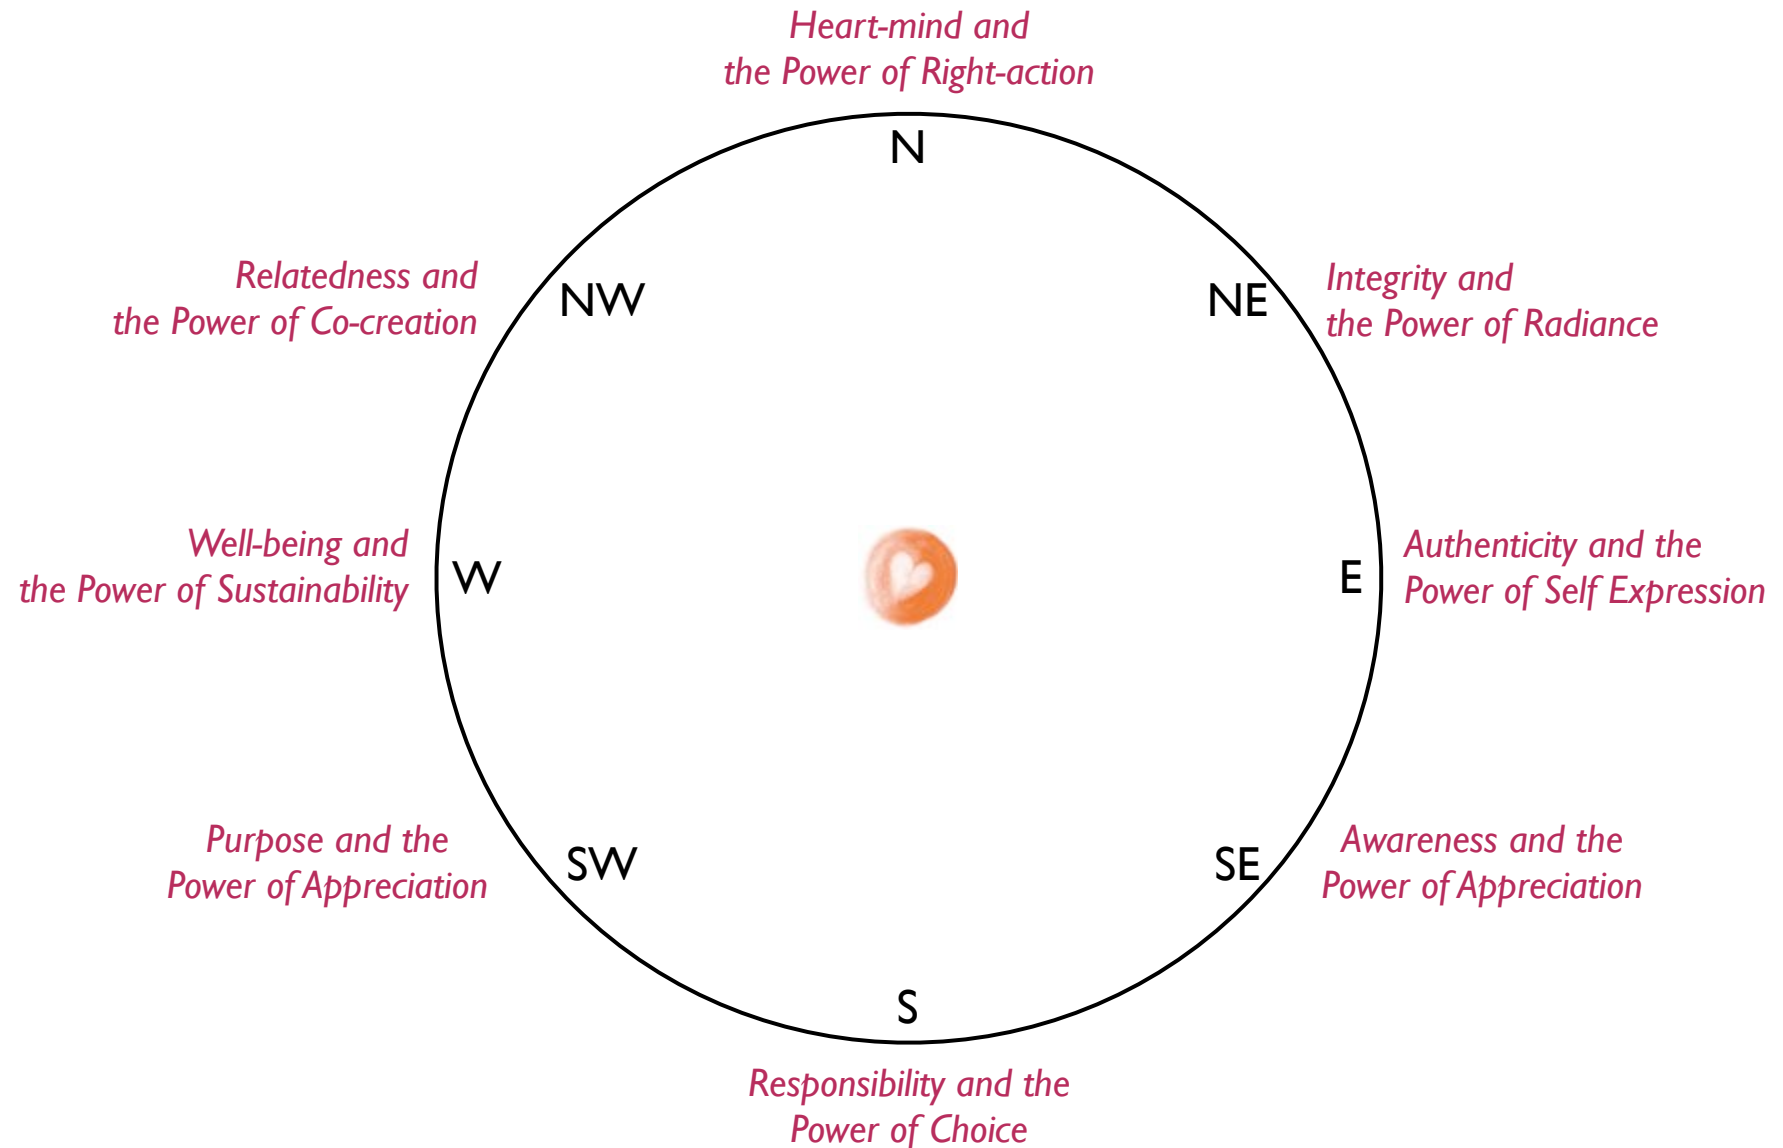 Heart-mind and
the Power of Right-action
N
Relatedness and
the Power of Co-creation
NW
NE
Integrity and
the Power of Radiance
Well-being and
the Power of Sustainability
W
E
Authenticity and the
Power of Self Expression
Purpose and the
Power of Appreciation
SW
SE
Awareness and the
Power of Appreciation
S
Responsibility and the
Power of Choice